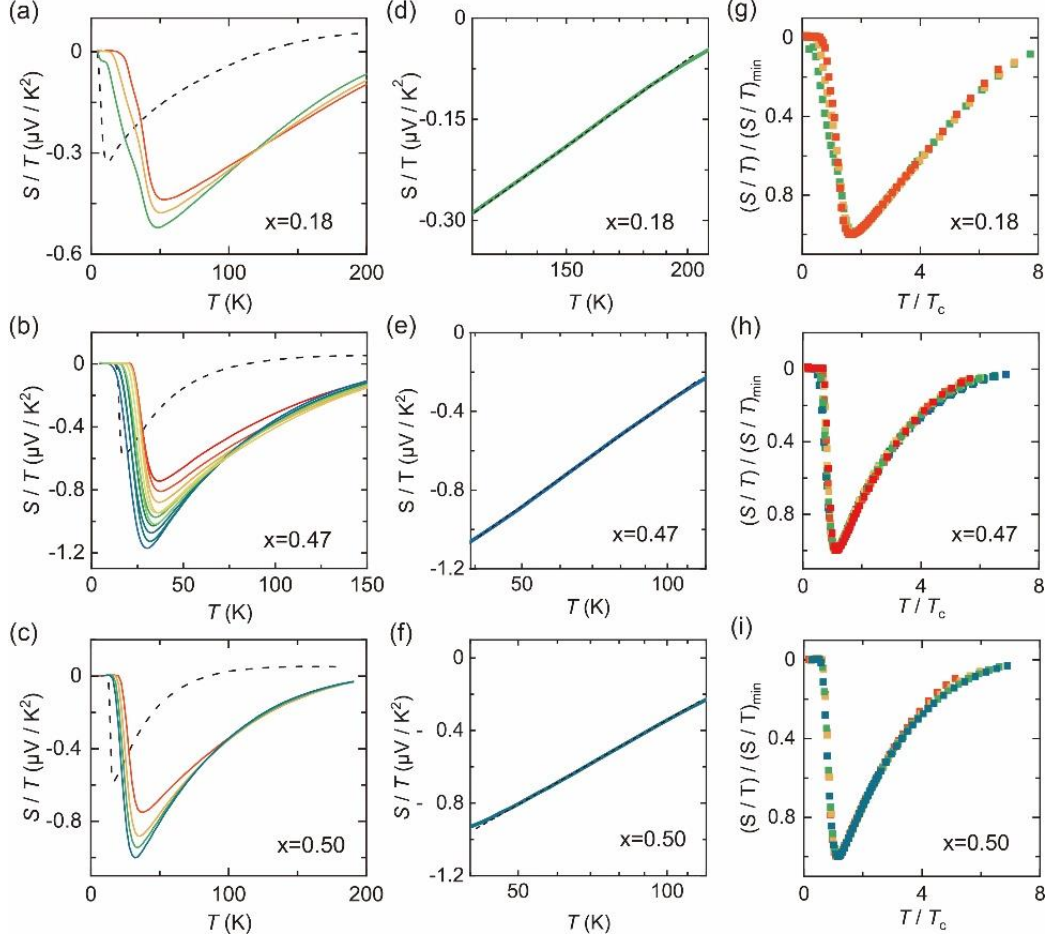 (a)
0
-0.3
-0.6
S / T (µV / K²)
x=0.18
0
100
200
T (K)
(d)
0
-0.15
-0.30
S / T (µV / K²)
x=0.18
150
200
T (K)
(g)
0
0.4
0.8
(S / T) / (S / T)min
x=0.18
0
4
8
T / Tc
(b)
0
-0.4
-0.8
-1.2
S / T (µV / K²)
x=0.47
0
50
100
150
T (K)
(e)
0
-0.4
-0.8
-1.2
S / T (µV / K²)
x=0.47
50
100
T (K)
(h)
0
0.4
0.8
(S / T) / (S / T)min
x=0.47
0
4
8
T / Tc
(c)
0
-0.4
-0.8
S / T (µV / K²)
x=0.50
0
100
200
T (K)
(f)
0
0.4
0.8
-1.2
S / T (µV / K²)
x=0.50
50
100
T (K)
(i)
0
0.4
0.8
(S / T) / (S / T)min
x=0.50
0
4
8
T / Tc